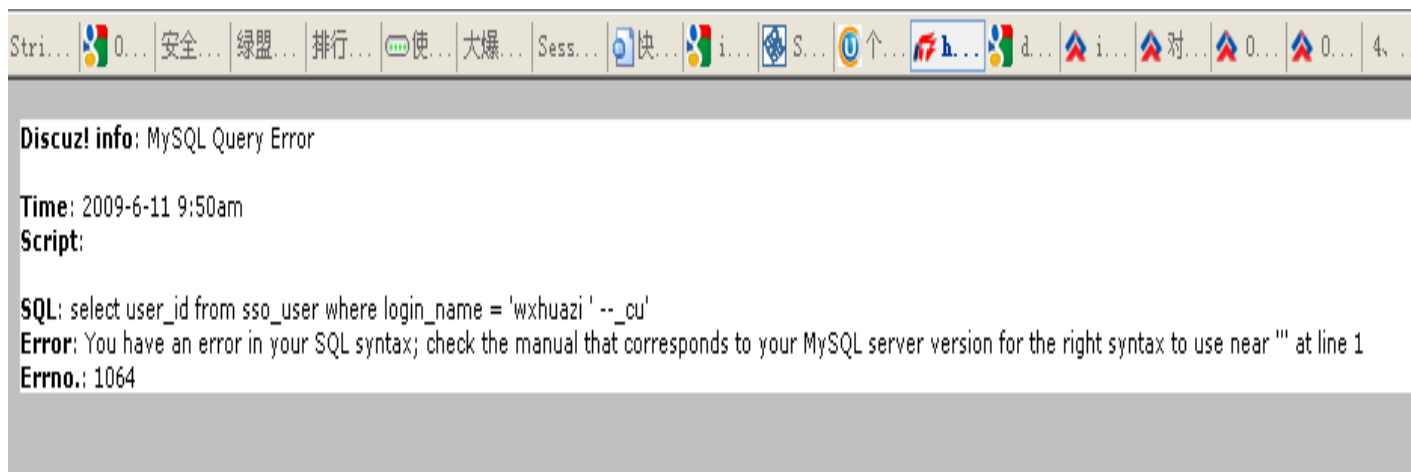 Stri... 0... 安全... 绿盟... 排行... 使... 大爆... Sess... 快... i... S... 个... h... d... i... 对... 0... 0... 4、...
Discuz! info: MySQL Query Error
Time: 2009-6-11 9:50am
Script:
SQL: select user_id from sso_user where login_name = 'wxhuazi ' --_cu'
Error: You have an error in your SQL syntax; check the manual that corresponds to your MySQL server version for the right syntax to use near ''' at line 1
Errno.: 1064